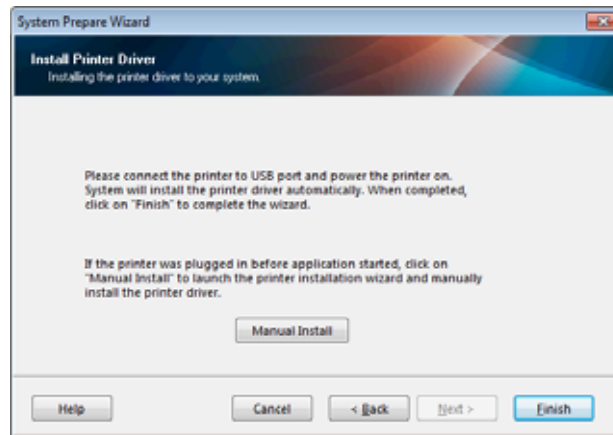 System Prepare Wizard
Install Printer Driver
Installing the printer driver to your system.
Please connect the printer to USB port and power the printer on.
System will install the printer driver automatically. When completed,
click on "Finish" to complete the wizard.
If the printer was plugged in before application started, click on
"Manual Install" to launch the printer installation wizard and manually
install the printer driver.
Manual Install
Help Cancel < Back Next > Finish